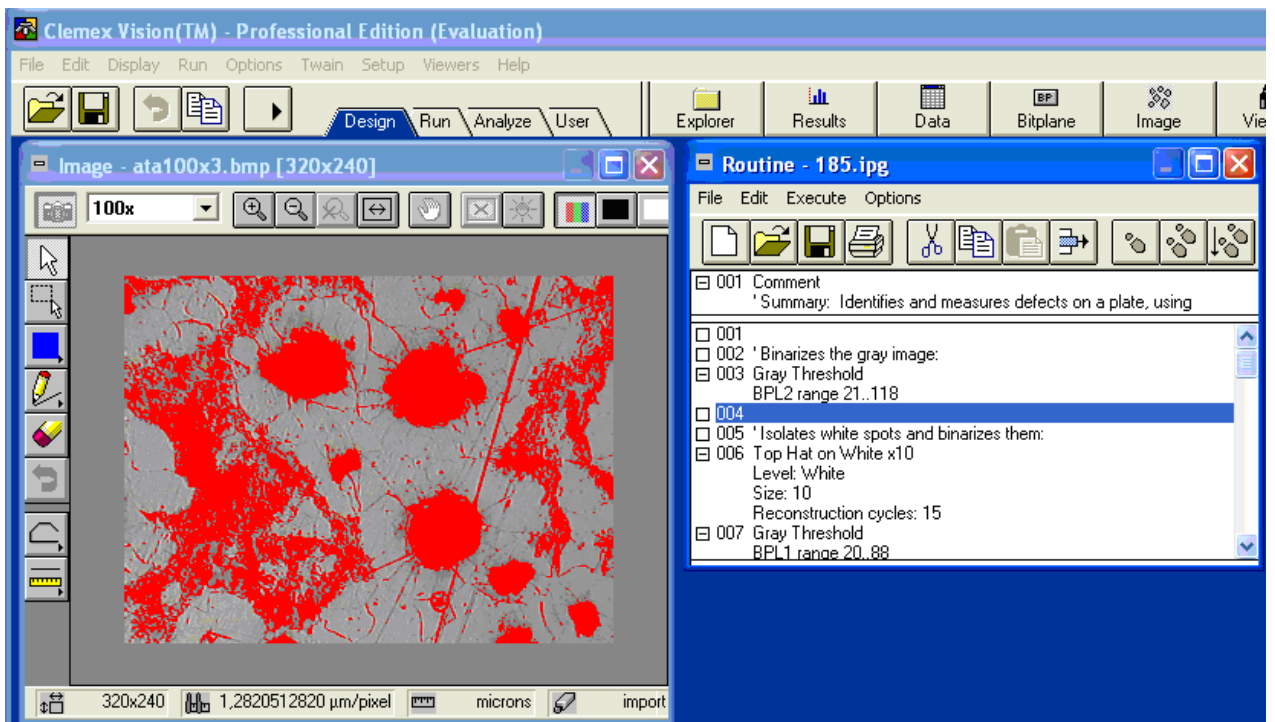 Clemex Vision(TM) - Professional Edition (Evaluation)
File Edit Display Run Options Twain Setup Viewers Help
Design Run Analyze User
Explorer Results Data BP Bitplane Image Vie
Image - ata100x3.bmp [320x240]
100x
320x240 1,2820512820 µm/pixel microns import
Routine - 185.ipg
File Edit Execute Options
001 Comment
'Summary: Identifies and measures defects on a plate, using
001
002 'Binarizes the gray image:
003 Gray Threshold
BPL2 range 21..118
004
005 'Isolates white spots and binarizes them:
006 Top Hat on White x10
Level: White
Size: 10
Reconstruction cycles: 15
007 Gray Threshold
BPL1 range 20..88